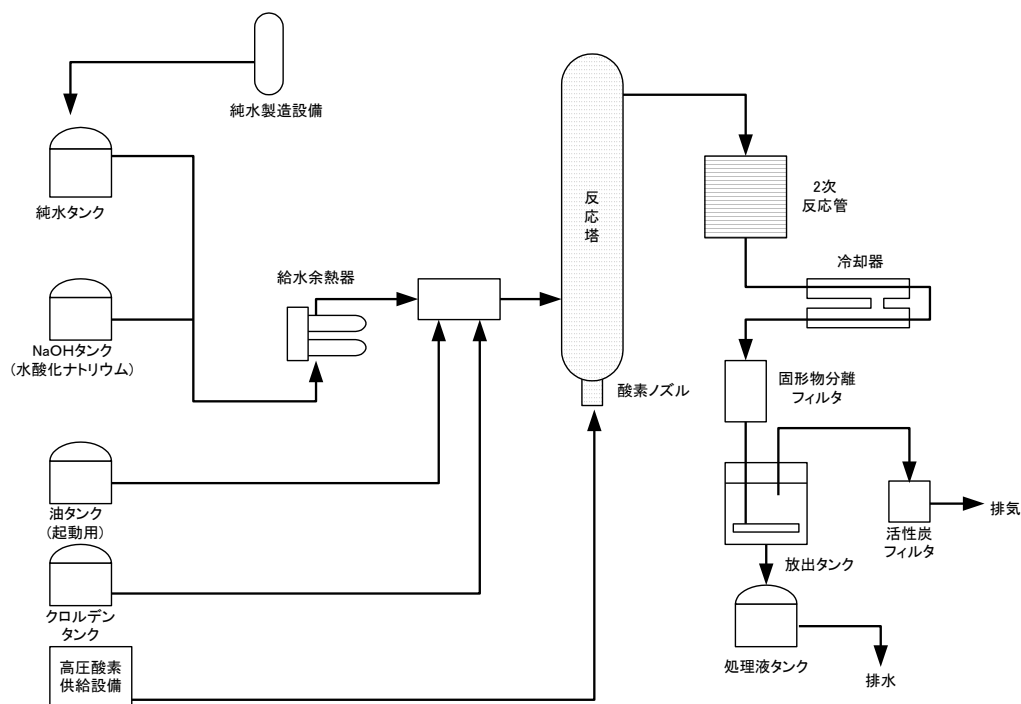 純水製造設備
純水タンク
NaOHタンク
(水酸化ナトリウム)
油タンク
(起動用)
クロルデン
タンク
高圧酸素
供給設備
給水余熱器
反
応
塔
酸素ノズル
2次
反応管
冷却器
固形物分離
フィルタ
放出タンク
活性炭
フィルタ
排気
処理液タンク
排水